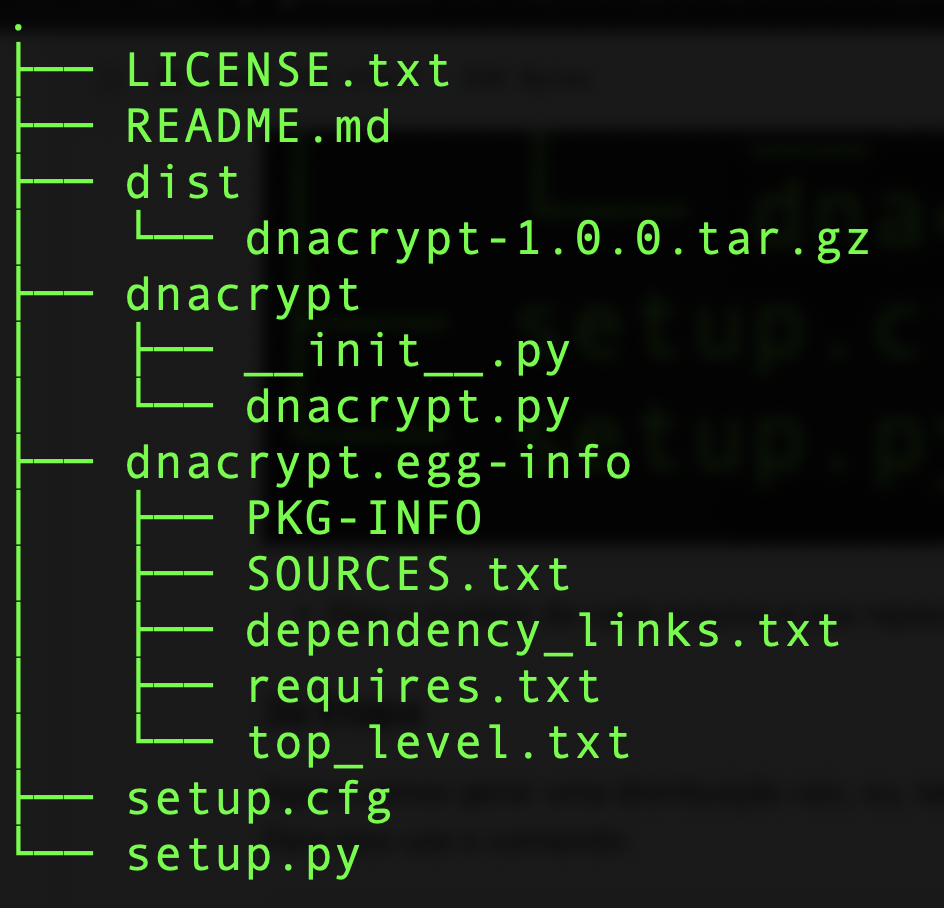 .
├── LICENSE.txt
├── README.md
├── dist
│   └── dnacrypt-1.0.0.tar.gz
├── dnacrypt
│   ├── __init__.py
│   └── dnacrypt.py
├── dnacrypt.egg-info
│   ├── PKG-INFO
│   ├── SOURCES.txt
│   ├── dependency_links.txt
│   ├── requires.txt
│   └── top_level.txt
├── setup.cfg
└── setup.py